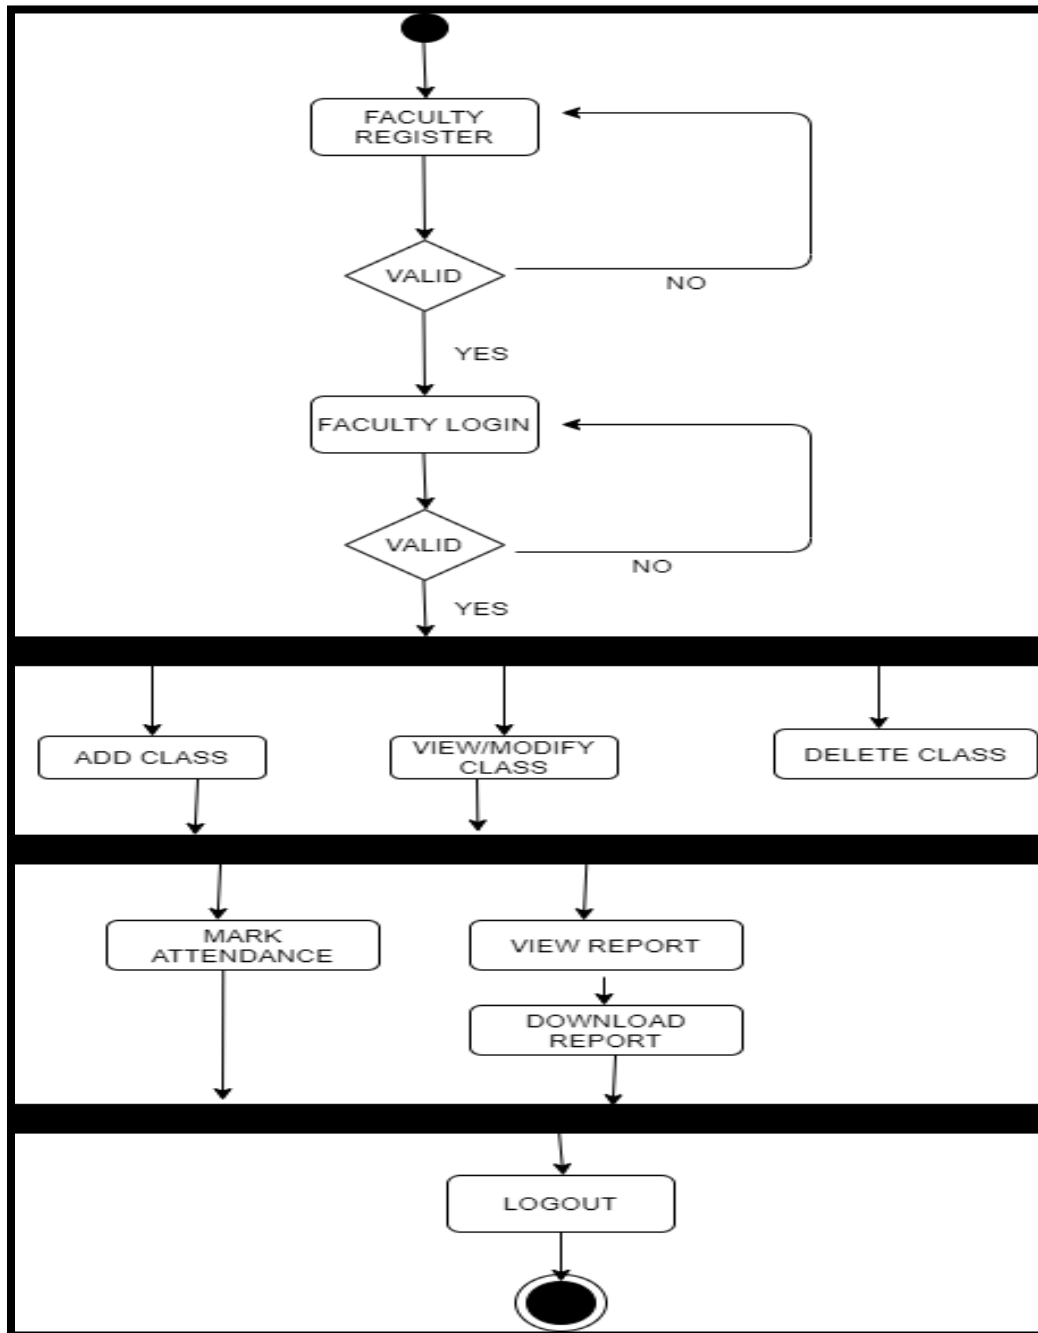 FACULTY
REGISTER
VALID
NO
YES
FACULTY LOGIN
VALID
NO
YES
ADD CLASS
VIEW/MODIFY
CLASS
DELETE CLASS
MARK
ATTENDANCE
VIEW REPORT
DOWNLOAD
REPORT
LOGOUT